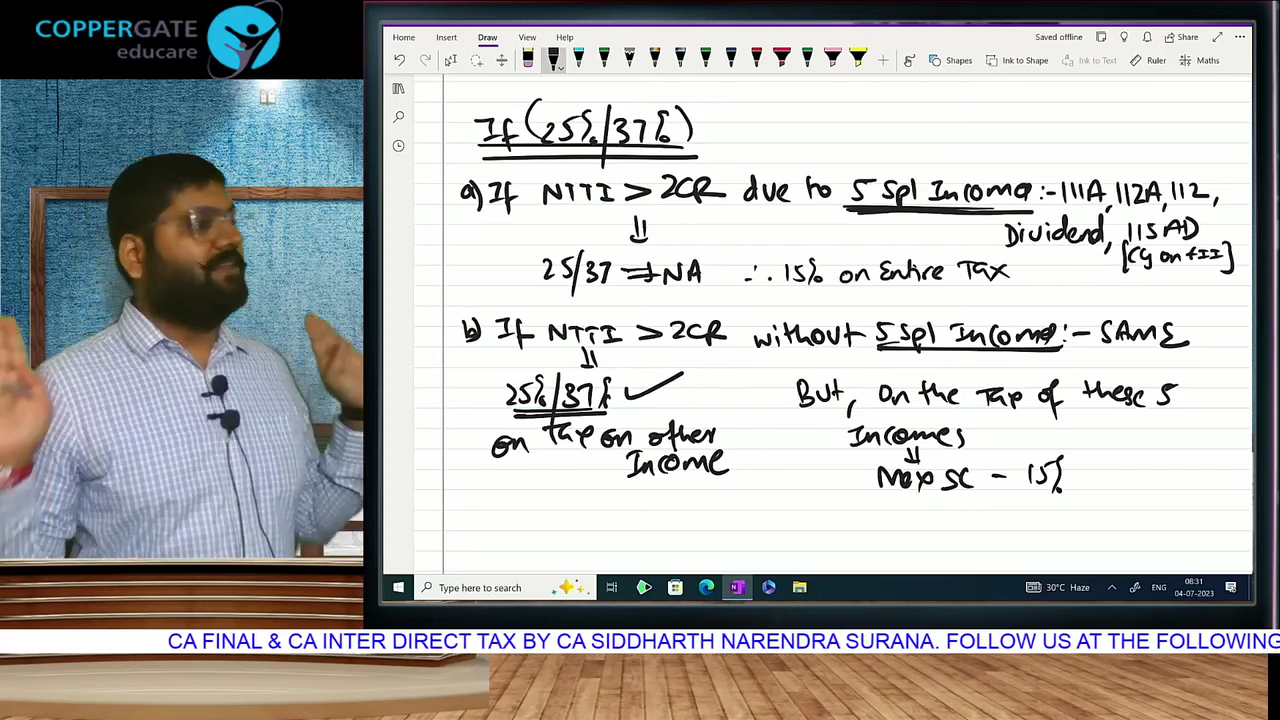 COPPERGATE
educare
Home Insert Draw View Help
Saved offline
Share
Shapes
Ink to Shape
Ink to Text
Ruler
Maths
If (25%/37%)
a) If NTTI > 2CR due to 5 Spl Income :- 111A, 112A, 112,
Dividend, 115AD
[CG on FII]
25/37 ⇒ NA ∴ 15% on Entire Tax
b) If NTTI > 2CR without 5 Spl Income :- SAME
25%/37% ✓
on tax on other
Income
But, on the Tax of these 5
Incomes
⇓
Max SC - 15%
Type here to search
30°C Haze
ENG
08:31
04-07-2023
CA FINAL & CA INTER DIRECT TAX BY CA SIDDHARTH NARENDRA SURANA. FOLLOW US AT THE FOLLOWING